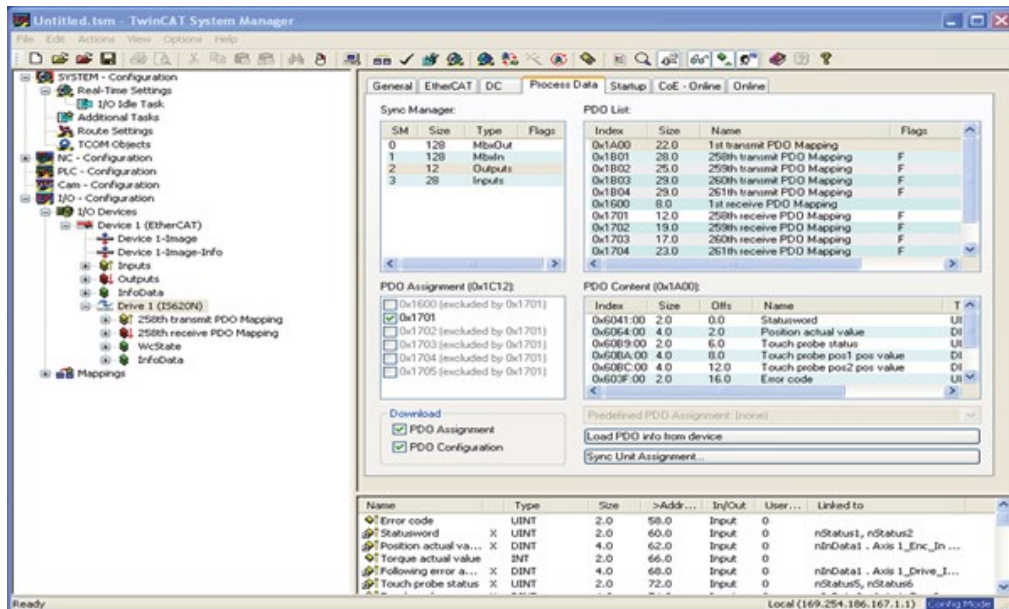 Untitled.tsm - TwinCAT System Manager
File Edit Actions View Options Help
SYSTEM - Configuration
Real-Time Settings
I/O Idle Task
Additional Tasks
Route Settings
TCOM Objects
NC - Configuration
PLC - Configuration
Cam - Configuration
I/O - Configuration
I/O Devices
Device 1 (EtherCAT)
Device 1-Image
Device 1-Image-Info
Inputs
Outputs
InfoData
Drive 1 (IS620N)
258th transmit PDO Mapping
258th receive PDO Mapping
WcState
InfoData
Mappings
General EtherCAT DC Process Data Startup CoE - Online Online
Sync Manager:
SM Size Type Flags
0 128 MbxOut
1 128 MbxIn
2 12 Outputs
3 28 Inputs
PDO List:
Index Size Name Flags
0x1A00 22.0 1st transmit PDO Mapping
0x1B01 28.0 258th transmit PDO Mapping F
0x1B02 25.0 259th transmit PDO Mapping F
0x1B03 29.0 260th transmit PDO Mapping F
0x1B04 29.0 261th transmit PDO Mapping F
0x1600 8.0 1st receive PDO Mapping
0x1701 12.0 258th receive PDO Mapping F
0x1702 19.0 259th receive PDO Mapping F
0x1703 17.0 260th receive PDO Mapping F
0x1704 23.0 261th receive PDO Mapping F
PDO Assignment (0x1C12):
0x1600 (excluded by 0x1701)
0x1701
0x1702 (excluded by 0x1701)
0x1703 (excluded by 0x1701)
0x1704 (excluded by 0x1701)
0x1705 (excluded by 0x1701)
PDO Content (0x1A00):
Index Size Offs Name T
0x6041:00 2.0 0.0 Statusword UI
0x6064:00 4.0 2.0 Position actual value DI
0x60B9:00 2.0 6.0 Touch probe status UI
0x60BA:00 4.0 8.0 Touch probe pos1 pos value DI
0x60BC:00 4.0 12.0 Touch probe pos2 pos value DI
0x603F:00 2.0 16.0 Error code UI
Download
PDO Assignment
PDO Configuration
Predefined PDO Assignment: (none)
Load PDO info from device
Sync Unit Assignment...
Name Type Size >Addr... In/Out User... Linked to
Error code UINT 2.0 58.0 Input 0
Statusword X UINT 2.0 60.0 Input 0 nStatus1, nStatus2
Position actual va... X DINT 4.0 62.0 Input 0 nInData1 . Axis 1_Enc_In ...
Torque actual value INT 2.0 66.0 Input 0
Following error a... X DINT 4.0 68.0 Input 0 nInData1 . Axis 1_Drive_I...
Touch probe status X UINT 2.0 72.0 Input 0 nStatus5, nStatus6
Ready
Local (169.254.186.167.1.1) Config Mode